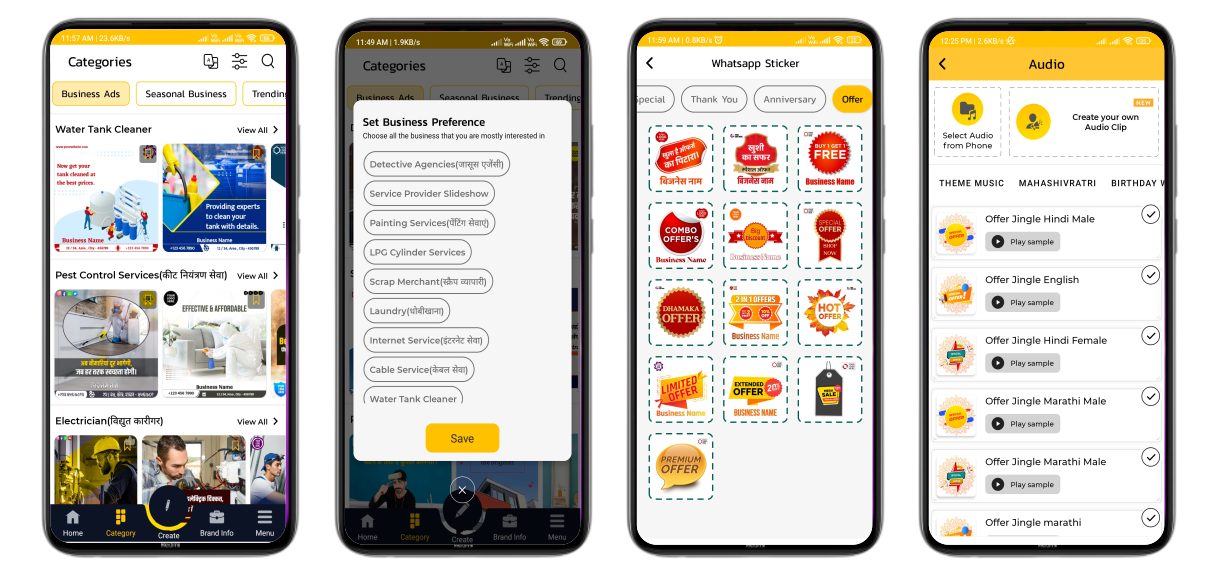 11:57 AM | 23.6KB/s
Categories
Business Ads
Seasonal Business
Trending
Water Tank Cleaner
View All >
Now get your
tank cleaned at
the best prices.
Business Name
Providing experts
to clean your
tank with details.
Business Name
Pest Control Services(कीट नियंत्रण सेवा)
View All >
EFFECTIVE & AFFORDABLE
अब बीमारियां दूर भागेगी,
जब हर तरफ स्वच्छता होगी।
Business Name
Electrician(विद्युत कारीगर)
View All >
Home
Category
Create
Brand Info
Menu
11:49 AM | 1.9KB/s
Categories
Business Ads
Seasonal Business
Trending
Set Business Preference
Choose all the business that you are mostly interested in
Detective Agencies(जासूस एजेंसी)
Service Provider Slideshow
Painting Services(पेंटिंग सेवाएं)
LPG Cylinder Services
Scrap Merchant(स्क्रैप व्यापारी)
Laundry(धोबीखाना)
Internet Service(इंटरनेट सेवा)
Cable Service(केबल सेवा)
Water Tank Cleaner
Save
Home
Category
Create
Brand Info
Menu
11:59 AM | 0.8KB/s
Whatsapp Sticker
Special
Thank You
Anniversary
Offer
खुला है ऑफर्स
का पिटारा!
बिजनेस नाम
खुशी
का सफर
स्पेशल ऑफर
बिजनेस नाम
BUY 1 GET 1
FREE
Business Name
COMBO
OFFER'S
Business Name
Big
Discount
Business Name
SPECIAL
OFFER
SHOP
NOW
DHAMAKA
OFFER
2 IN 1 OFFERS
Business Name
HOT
OFFER
LIMITED
OFFER
Business Name
EXTENDED
OFFER
BUSINESS NAME
MEGA
SALE
PREMIUM
OFFER
12:25 PM | 2.6KB/s
Audio
Select Audio
from Phone
NEW
Create your own
Audio Clip
THEME MUSIC
MAHASHIVRATRI
BIRTHDAY
Offer Jingle Hindi Male
Play sample
Offer Jingle English
Play sample
Offer Jingle Hindi Female
Play sample
Offer Jingle Marathi Male
Play sample
Offer Jingle Marathi Male
Play sample
Offer Jingle marathi
Play sample